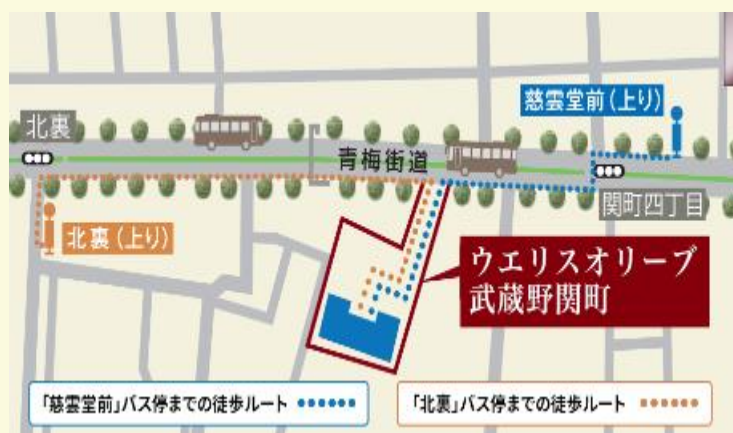 慈雲堂前(上り)
北裏
青梅街道
関町四丁目
北裏(上り)
ウエリスオリーブ
武蔵野関町
「慈雲堂前」バス停までの徒歩ルート
「北裏」バス停までの徒歩ルート